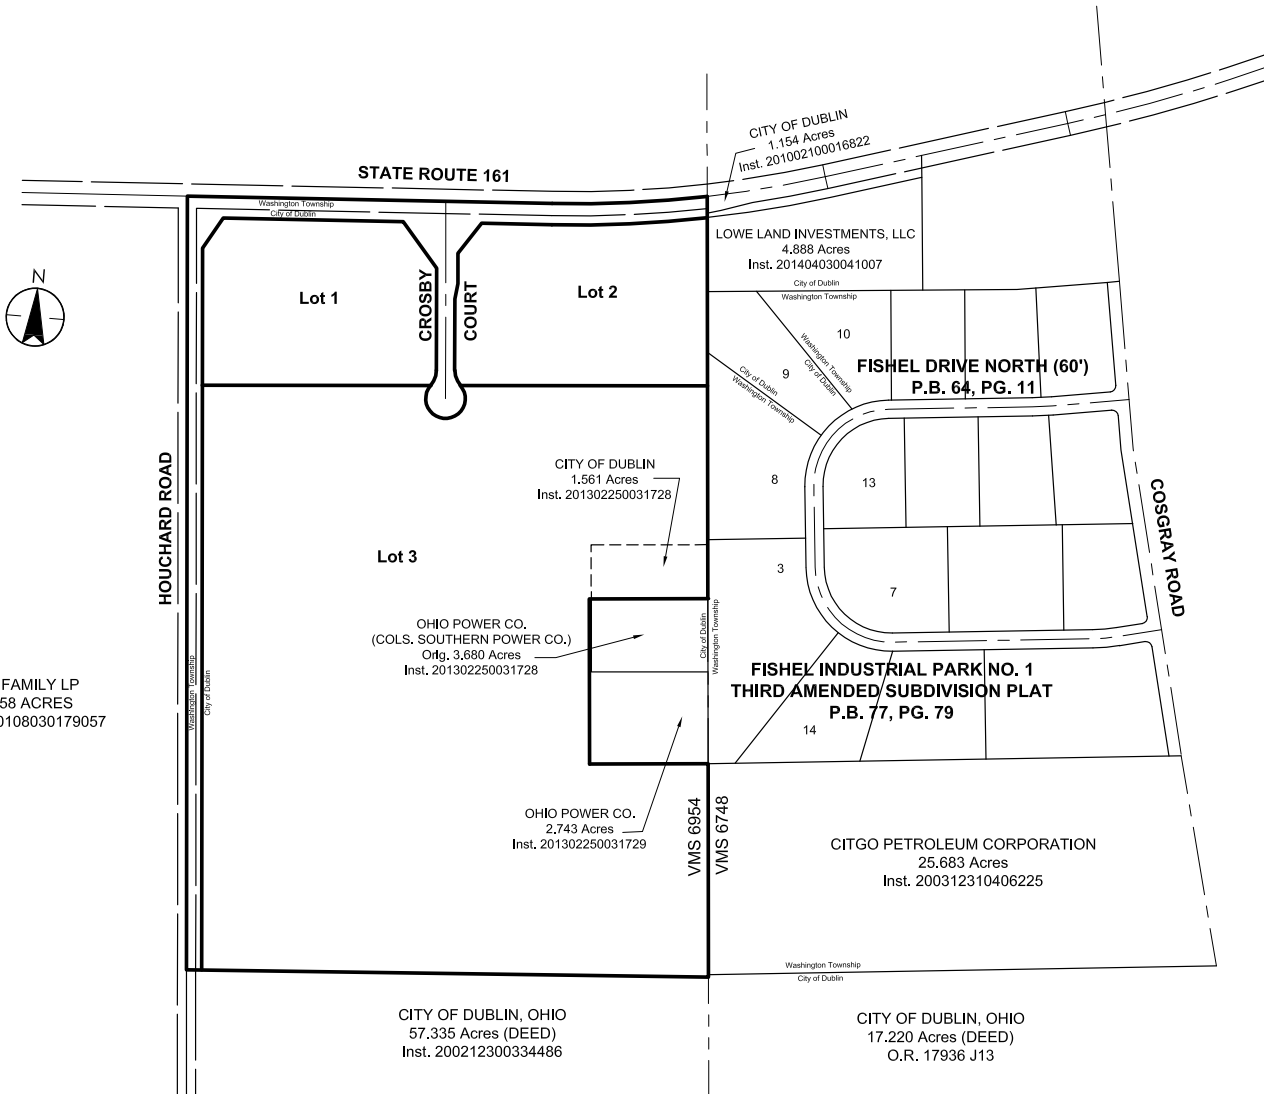 CITY OF DUBLIN
1.154 Acres
Inst. 201002100016822
STATE ROUTE 161
Washington Township
City of Dublin
LOWE LAND INVESTMENTS, LLC
4.888 Acres
Inst. 201404030041007
City of Dublin
Washington Township
N
Lot 1
CROSBY
COURT
Lot 2
10
9
Washington Township
City of Dublin
City of Dublin
Washington Township
FISHEL DRIVE NORTH (60')
P.B. 64, PG. 11
HOUCHARD ROAD
CITY OF DUBLIN
1.561 Acres
Inst. 201302250031728
8
13
COSGRAY ROAD
Lot 3
3
7
OHIO POWER CO.
(COLS. SOUTHERN POWER CO.)
Orig. 3.680 Acres
Inst. 201302250031728
City of Dublin
Washington Township
FISHEL INDUSTRIAL PARK NO. 1
THIRD AMENDED SUBDIVISION PLAT
P.B. 77, PG. 79
14
FAMILY LP
58 ACRES
0108030179057
Washington Township
City of Dublin
OHIO POWER CO.
2.743 Acres
Inst. 201302250031729
VMS 6954
VMS 6748
CITGO PETROLEUM CORPORATION
25.683 Acres
Inst. 200312310406225
Washington Township
City of Dublin
CITY OF DUBLIN, OHIO
57.335 Acres (DEED)
Inst. 200212300334486
CITY OF DUBLIN, OHIO
17.220 Acres (DEED)
O.R. 17936 J13